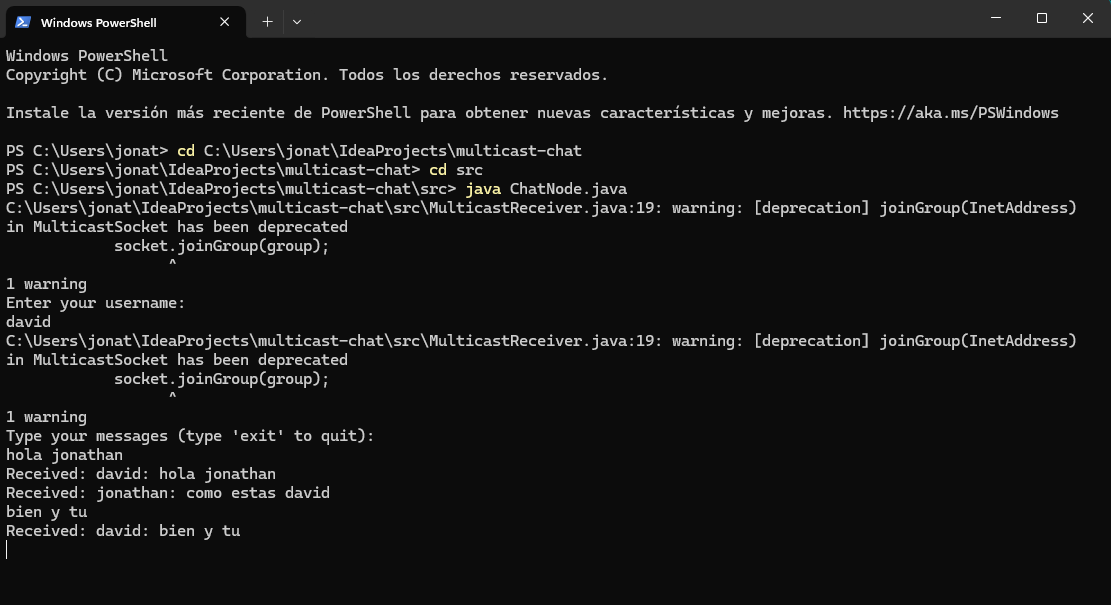 Windows PowerShell
Windows PowerShell
Copyright (C) Microsoft Corporation. Todos los derechos reservados.
Instale la versión más reciente de PowerShell para obtener nuevas características y mejoras. https://aka.ms/PSWindows
PS C:\Users\jonat> cd C:\Users\jonat\IdeaProjects\multicast-chat
PS C:\Users\jonat\IdeaProjects\multicast-chat> cd src
PS C:\Users\jonat\IdeaProjects\multicast-chat\src> java ChatNode.java
C:\Users\jonat\IdeaProjects\multicast-chat\src\MulticastReceiver.java:19: warning: [deprecation] joinGroup(InetAddress)
in MulticastSocket has been deprecated
            socket.joinGroup(group);
                  ^
1 warning
Enter your username:
david
C:\Users\jonat\IdeaProjects\multicast-chat\src\MulticastReceiver.java:19: warning: [deprecation] joinGroup(InetAddress)
in MulticastSocket has been deprecated
            socket.joinGroup(group);
                  ^
1 warning
Type your messages (type 'exit' to quit):
hola jonathan
Received: david: hola jonathan
Received: jonathan: como estas david
bien y tu
Received: david: bien y tu